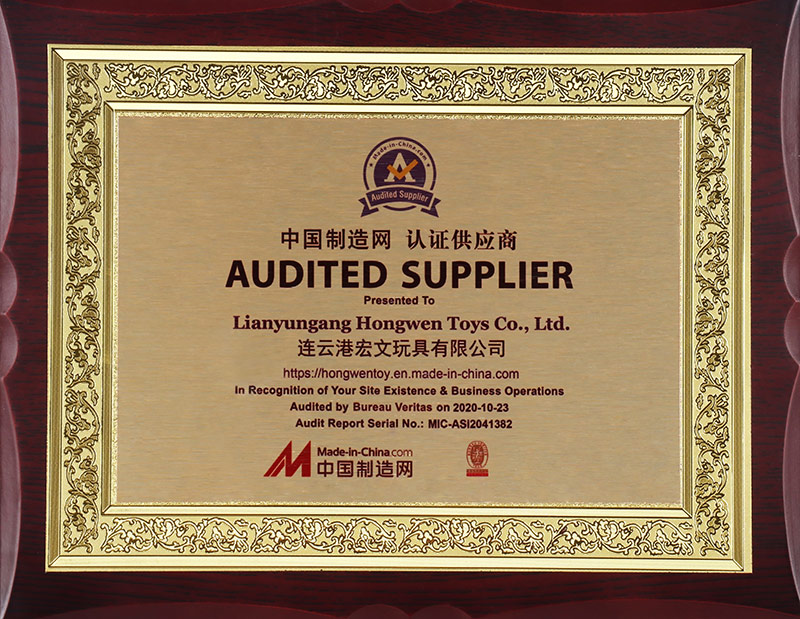 Made-in-China.com
A
Audited Supplier
中国制造网 认证供应商
AUDITED SUPPLIER
Presented To
Lianyungang Hongwen Toys Co., Ltd.
连云港宏文玩具有限公司
https://hongwentoy.en.made-in-china.com
In Recognition of Your Site Existence & Business Operations
Audited by Bureau Veritas on 2020-10-23
Audit Report Serial No.: MIC-ASI2041382
Made-in-China.com
中国制造网